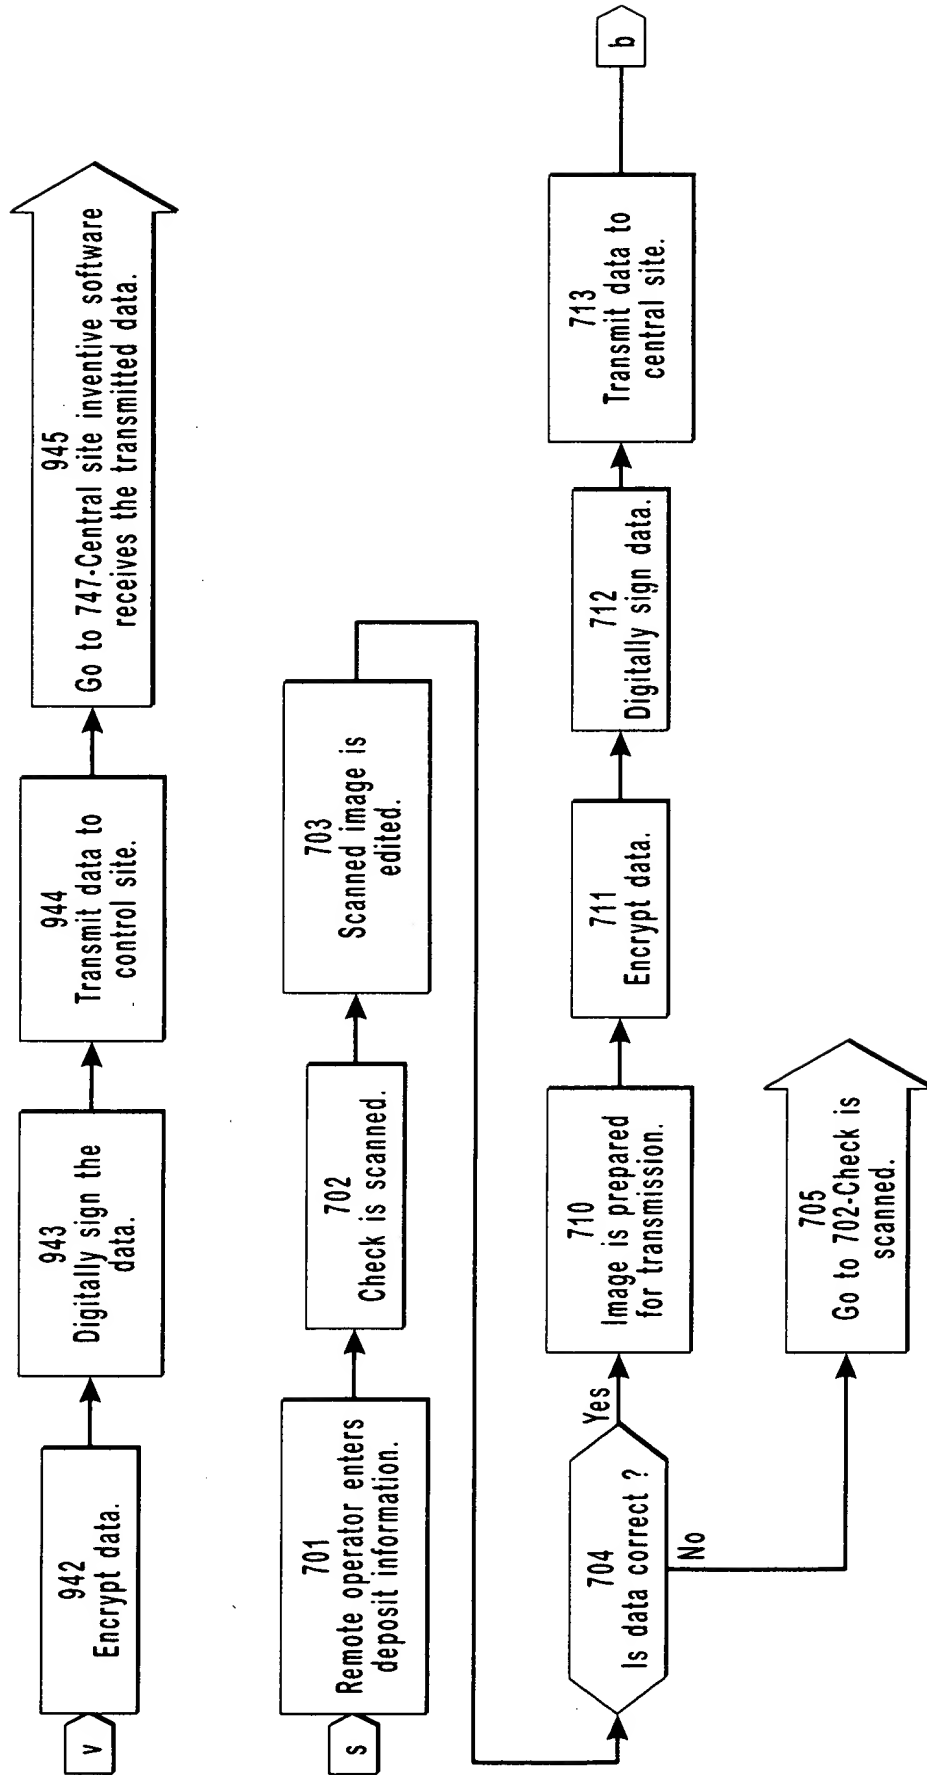 v
942
Encrypt data.
943
Digitally sign the
data.
944
Transmit data to
control site.
945
Go to 747-Central site inventive software
receives the transmitted data.
s
701
Remote operator enters
deposit information.
702
Check is scanned.
703
Scanned image is
edited.
704
Is data correct ?
Yes
No
710
Image is prepared
for transmission.
711
Encrypt data.
712
Digitally sign data.
713
Transmit data to
central site.
b
705
Go to 702-Check is
scanned.